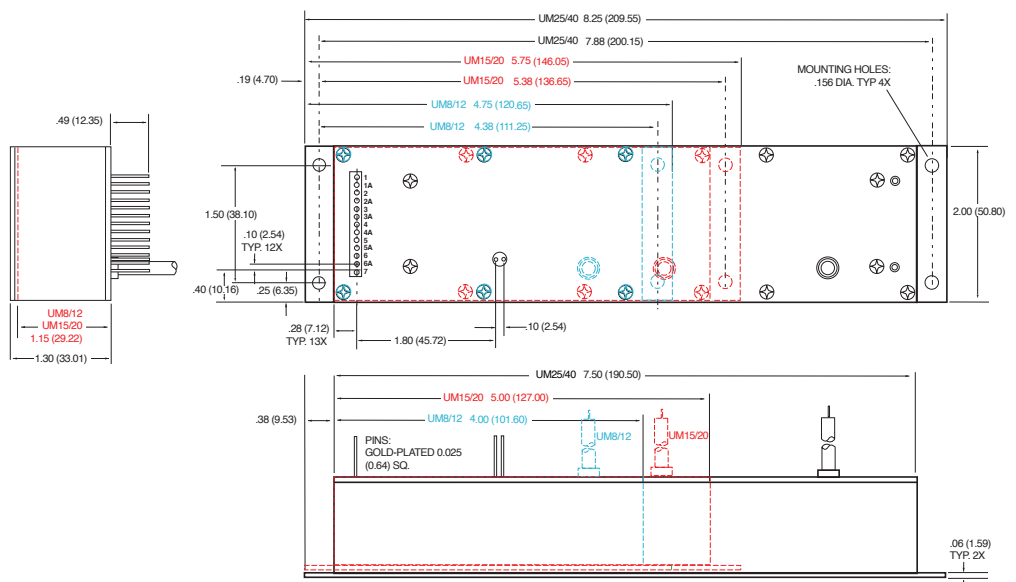 UM25/40 8.25 (209.55)
UM25/40 7.88 (200.15)
UM15/20 5.75 (146.05)
.19 (4.70)
UM15/20 5.38 (136.65)
MOUNTING HOLES:
.156 DIA. TYP 4X
UM8/12 4.75 (120.65)
UM8/12 4.38 (111.25)
.49 (12.35)
1
1A
2
2A
3
3A
4
4A
5
5A
6
6A
7
1.50 (38.10)
2.00 (50.80)
.10 (2.54)
TYP. 12X
.40 (10.16)
.25 (6.35)
UM8/12
UM15/20
1.15 (29.22)
1.30 (33.01)
.28 (7.12)
TYP. 13X
1.80 (45.72)
.10 (2.54)
UM25/40 7.50 (190.50)
UM15/20 5.00 (127.00)
.38 (9.53)
UM8/12 4.00 (101.60)
PINS:
GOLD-PLATED 0.025
(0.64) SQ.
UM8/12
UM15/20
.06 (1.59)
TYP. 2X